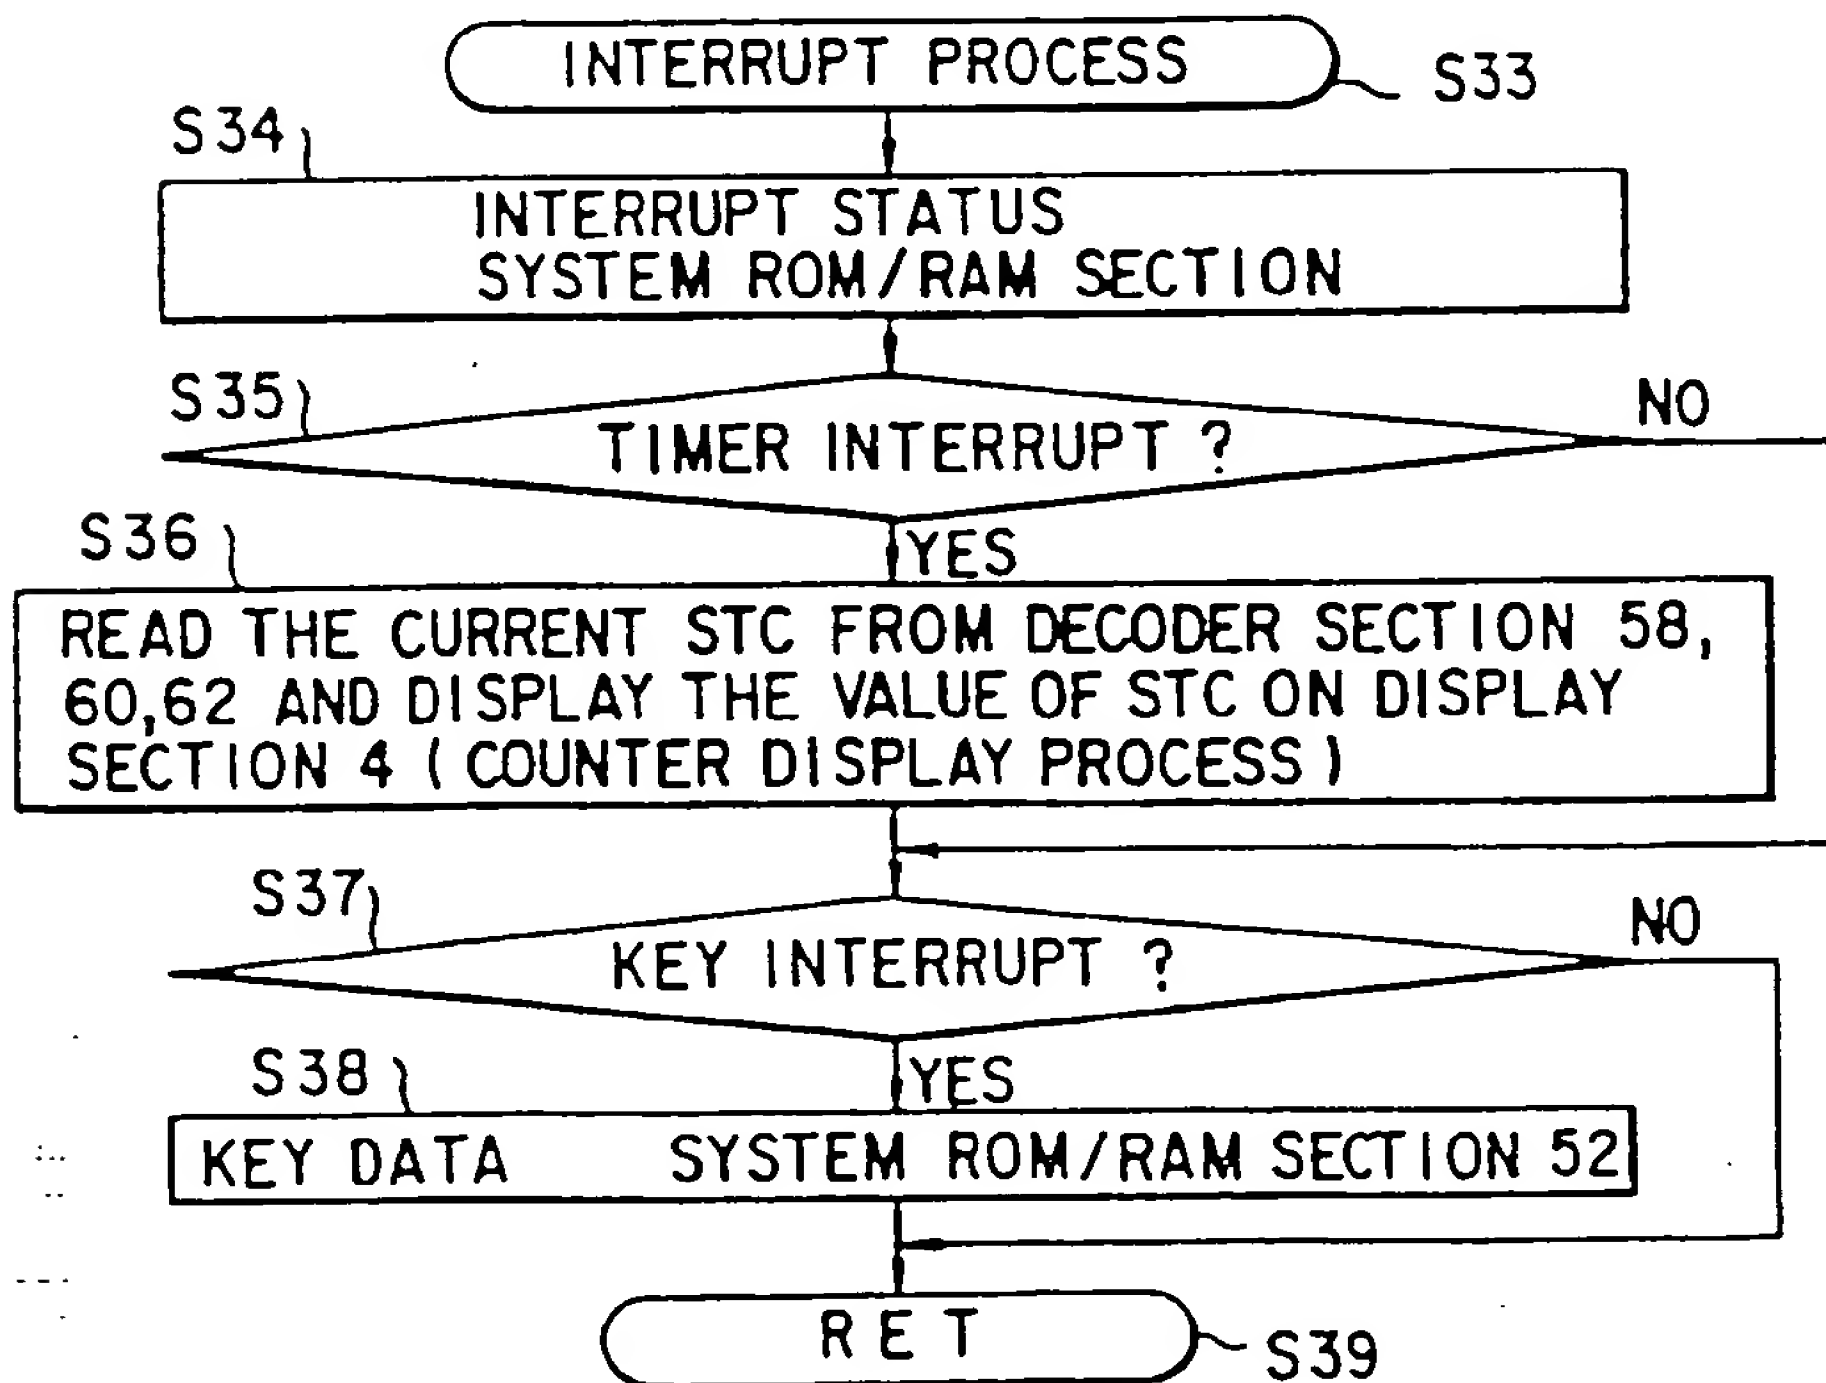 INTERRUPT PROCESS
S33
S34
INTERRUPT STATUS
SYSTEM ROM/RAM SECTION
S35
TIMER INTERRUPT ?
NO
YES
S36
READ THE CURRENT STC FROM DECODER SECTION 58,
60,62 AND DISPLAY THE VALUE OF STC ON DISPLAY
SECTION 4 ( COUNTER DISPLAY PROCESS )
S37
KEY INTERRUPT ?
NO
YES
S38
KEY DATA SYSTEM ROM/RAM SECTION 52
RET
S39